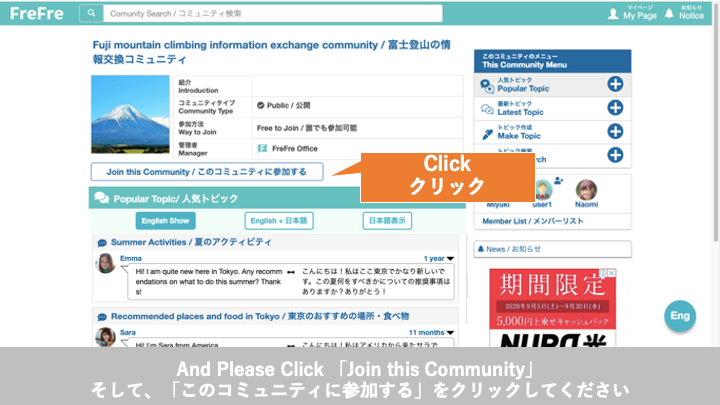 FreFre
Comunity Search / コミュニティ検索
マイページ
My Page
お知らせ
Notice
Fuji mountain climbing information exchange community / 富士登山の情
報交換コミュニティ
紹介
Introduction
コミュニティタイプ
Community Type
Public / 公開
参加方法
Way to Join
Free to Join / 誰でも参加可能
管理者
Manager
FreFre Office
Join this Community / このコミュニティに参加する
Click
クリック
このコミュニティのメニュー
This Community Menu
人気トピック
Popular Topic
最新トピック
Latest Topic
トピック作成
Make Topic
トピック検索
rch
Miyuki
user1
Naomi
Member List / メンバーリスト
News / お知らせ
Popular Topic/ 人気トピック
English Show
English + 日本語
日本語表示
Summer Activities / 夏のアクティビティ
Emma
1 year
Hi! I am quite new here in Tokyo. Any recomm
endations on what to do this summer? Thank
s!
こんにちは！私はここ東京でかなり新しいで
す。この夏何をすべきかについての推奨事項は
ありますか？ありがとう！
Recommended places and food in Tokyo / 東京のおすすめの場所・食べ物
Sara
11 months
Hi! I'm Sara from America
こんにちは！私はアメリカから来たサラで
期間限定
2020年9月5日(土)~9月30日(水)
5,000円上乗せキャッシュバック
NURO光
Eng
And Please Click 「Join this Community」
そして、「このコミュニティに参加する」をクリックしてください